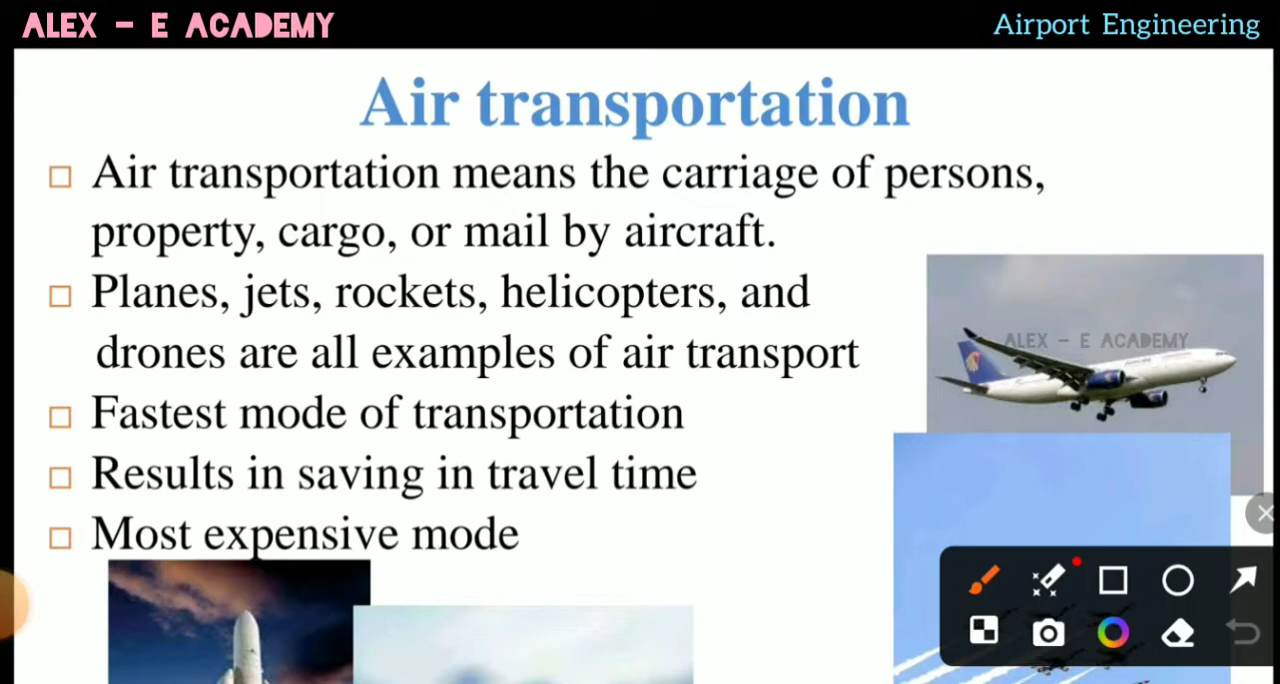 ALEX - E ACADEMY
Airport Engineering
Air transportation
Air transportation means the carriage of persons,
property, cargo, or mail by aircraft.
Planes, jets, rockets, helicopters, and
drones are all examples of air transport
ALEX - E ACADEMY
Fastest mode of transportation
Results in saving in travel time
Most expensive mode